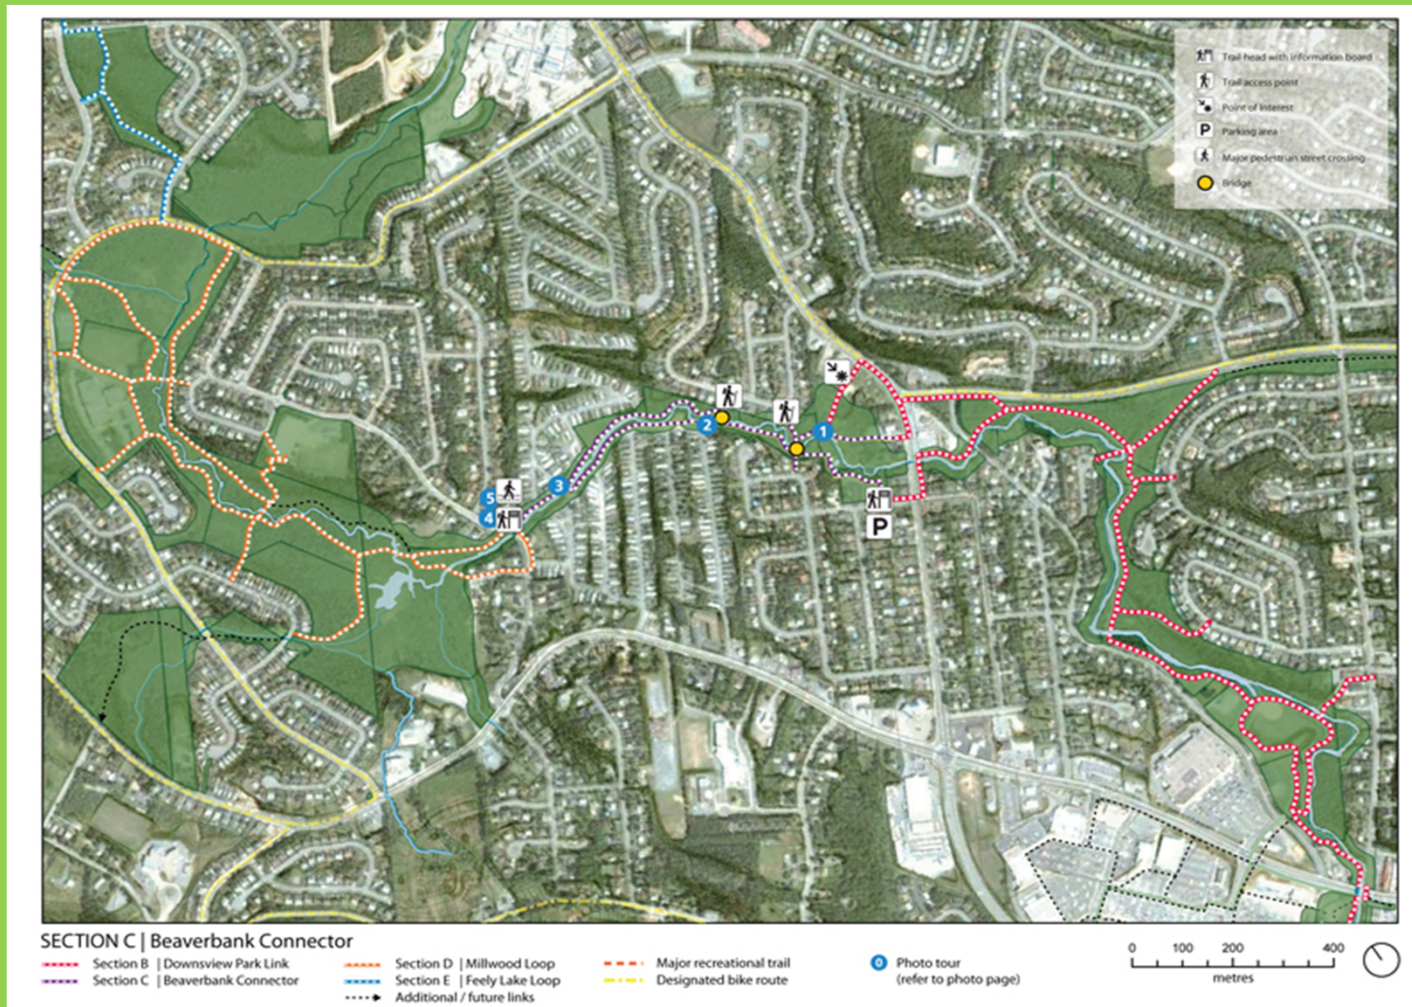 Trail head with information board
Trail access point
Point of Interest
P Parking area
Major pedestrian street crossing
Bridge
1
2
3
5
4
P
SECTION C | Beaverbank Connector
Section B | Downsview Park Link
Section C | Beaverbank Connector
Section D | Millwood Loop
Section E | Feely Lake Loop
Additional / future links
Major recreational trail
Designated bike route
0 Photo tour
(refer to photo page)
0 100 200 400
metres